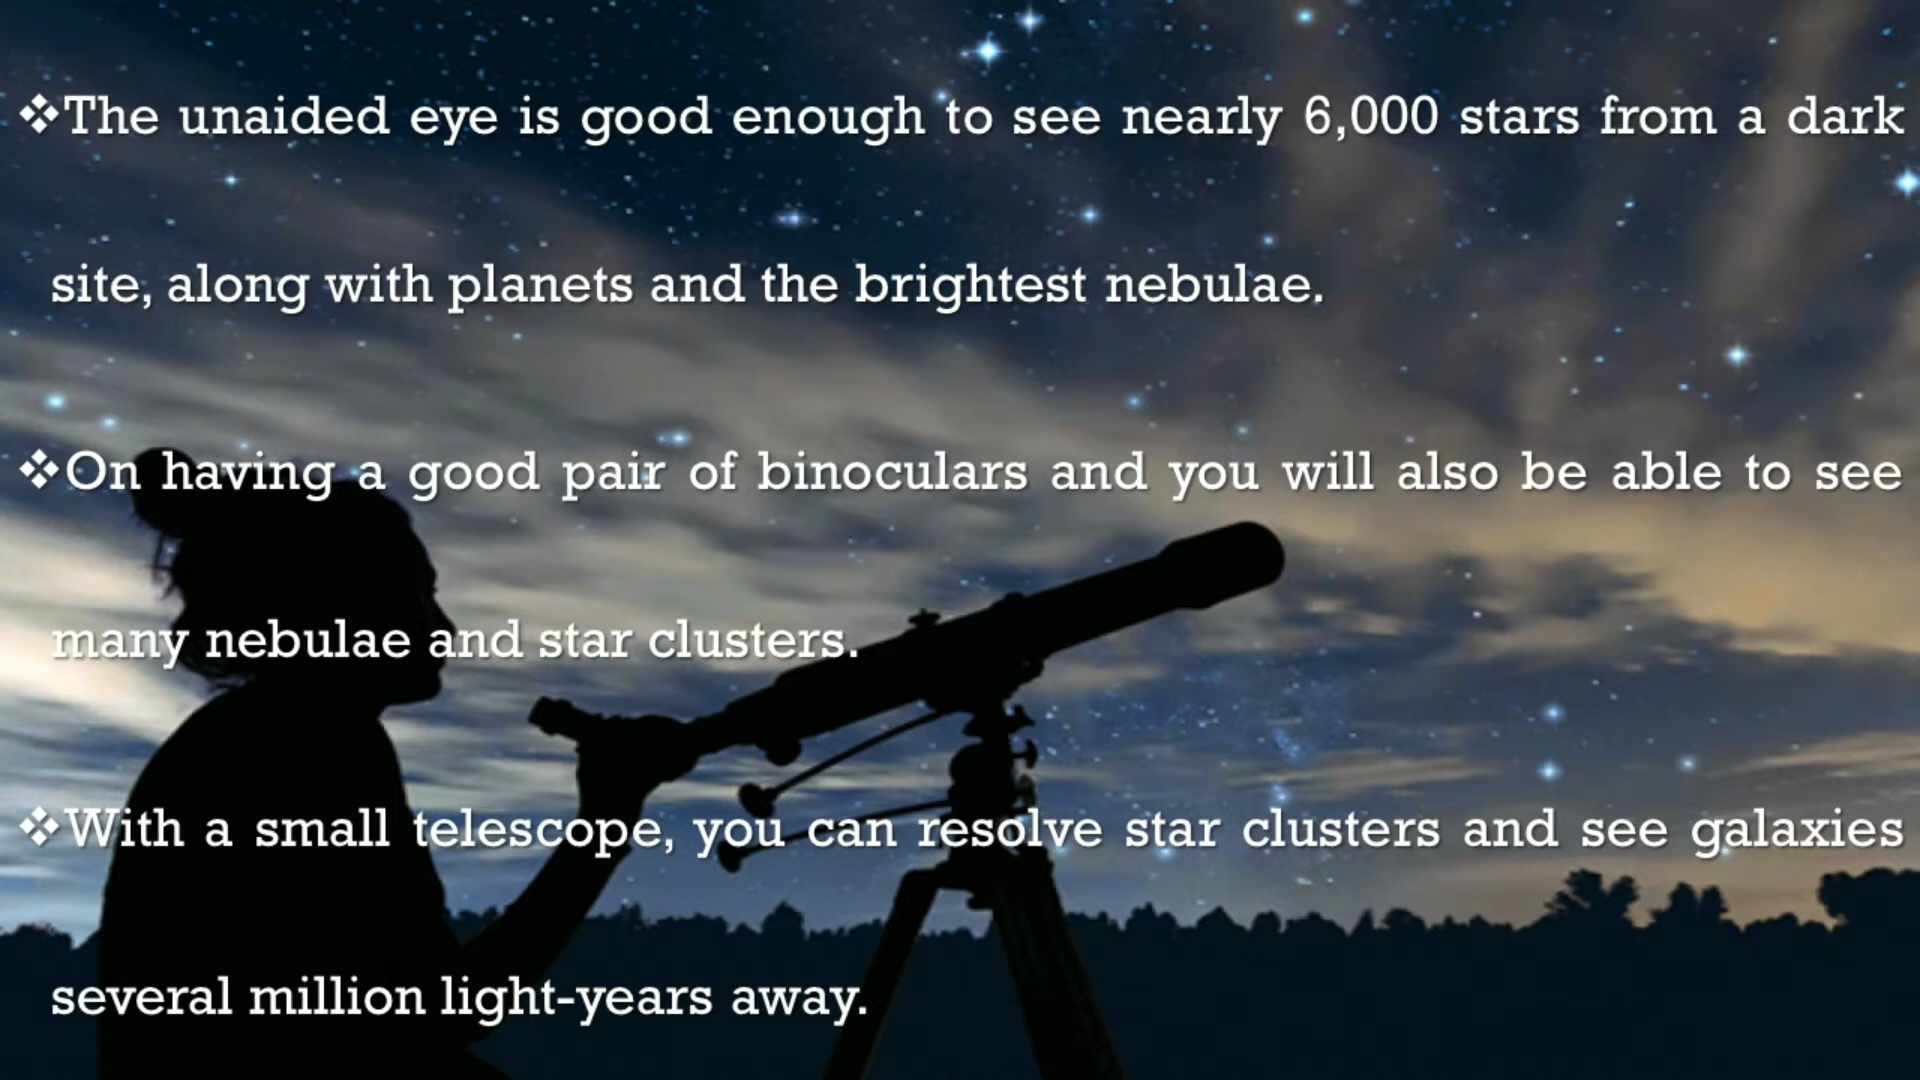 ❖The unaided eye is good enough to see nearly 6,000 stars from a dark
site, along with planets and the brightest nebulae.
❖On having a good pair of binoculars and you will also be able to see
many nebulae and star clusters.
❖With a small telescope, you can resolve star clusters and see galaxies
several million light-years away.